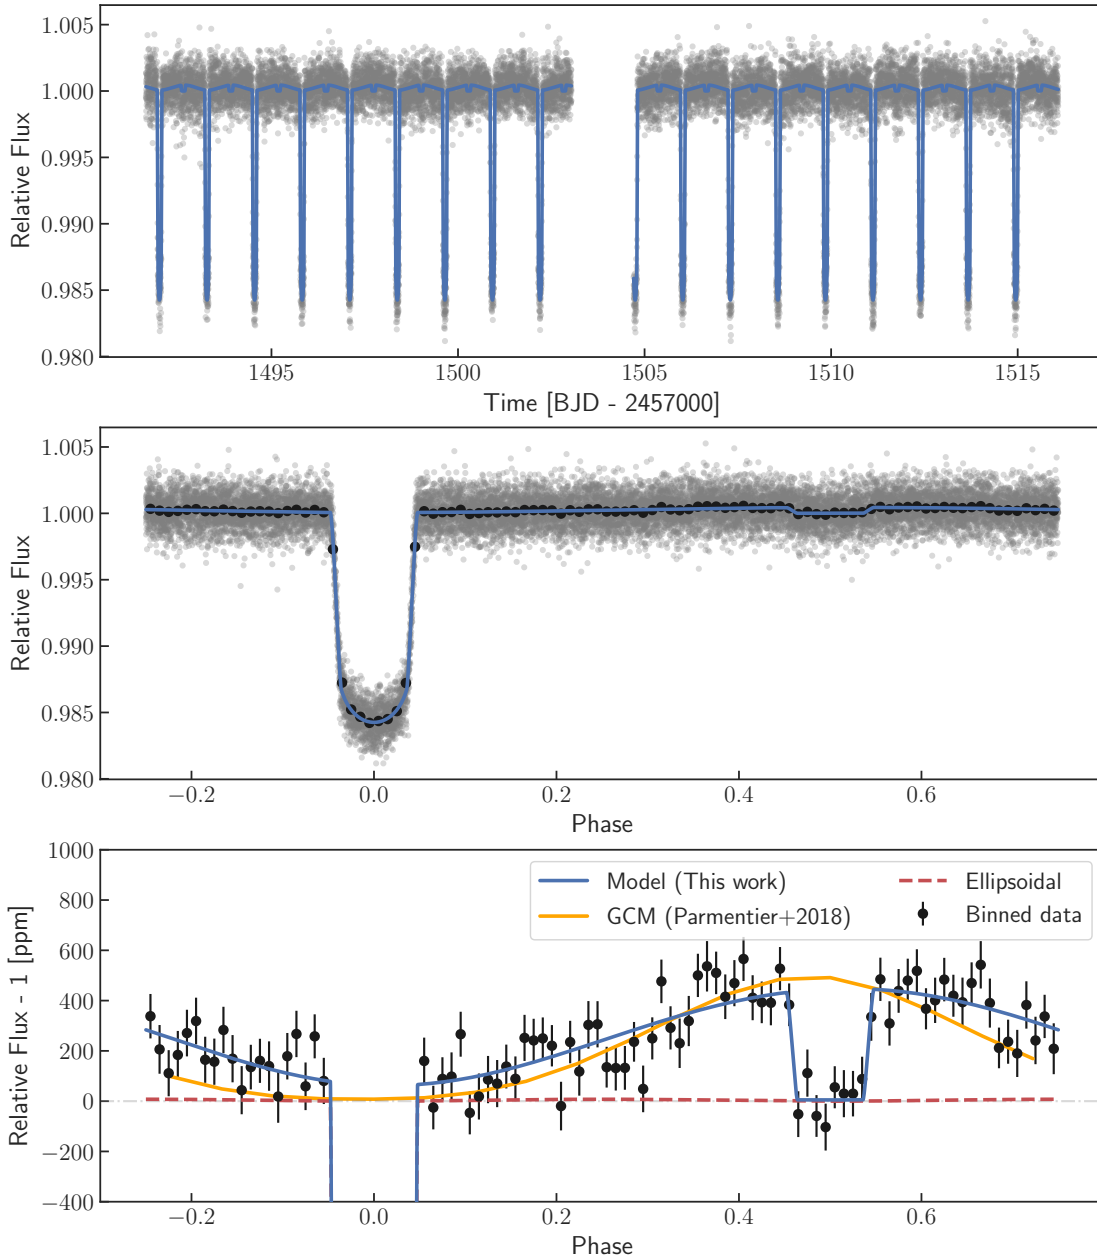 1.005
1.000
0.995
0.990
0.985
0.980
Relative Flux
1495 1500 1505 1510 1515
Time [BJD - 2457000]
1.005
1.000
0.995
0.990
0.985
0.980
Relative Flux
−0.2 0.0 0.2 0.4 0.6
Phase
1000
800
600
400
200
0
−200
−400
Relative Flux - 1 [ppm]
Model (This work)
GCM (Parmentier+2018)
Ellipsoidal
Binned data
−0.2 0.0 0.2 0.4 0.6
Phase